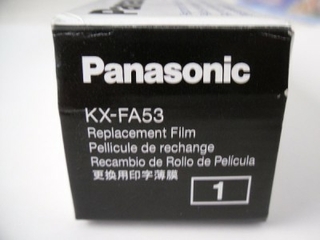 Panasonic
KX-FA53
Replacement Film
Pellicule de rechange
Recambio de Rollo de Película
更換用印字薄膜
1